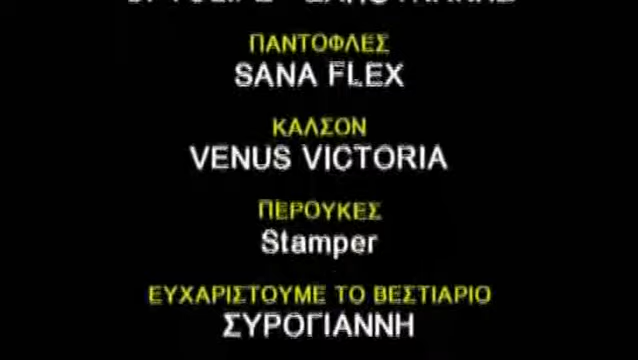 ΠΑΝΤΟΦΛΕΣ
SANA FLEX
ΚΑΛΣΟΝ
VENUS VICTORIA
ΠΕΡΟΥΚΕΣ
Stamper
ΕΥΧΑΡΙΣΤΟΥΜΕ ΤΟ ΒΕΣΤΙΑΡΙΟ
ΣΥΡΟΓΙΑΝΝΗ